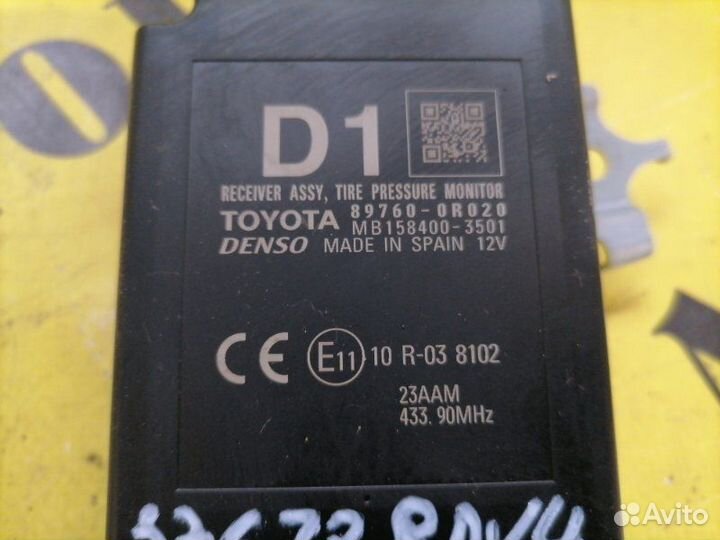 D1
RECEIVER ASSY, TIRE PRESSURE MONITOR
TOYOTA 89760-0R020
MB158400-3501
DENSO MADE IN SPAIN 12V
CE E11 10 R-03 8102
23AAM
433.90MHz
Avito